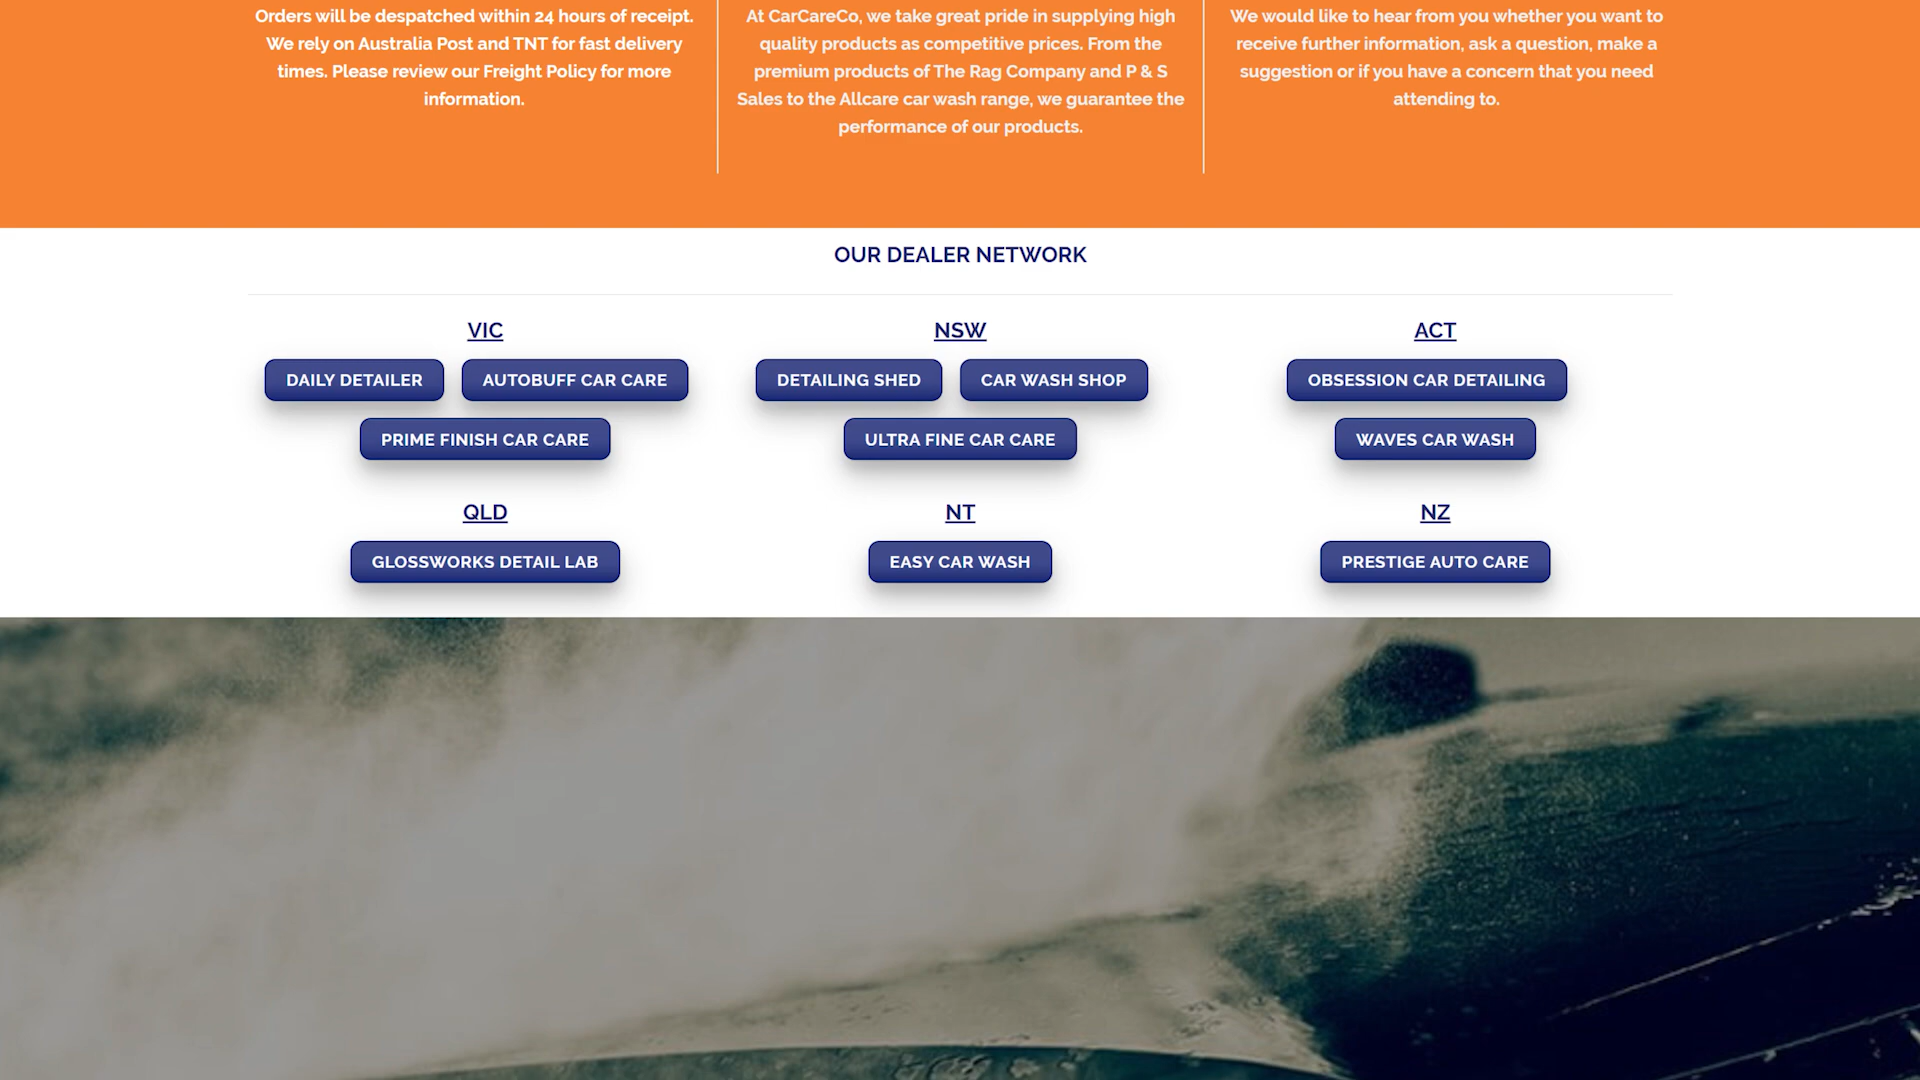 Orders will be despatched within 24 hours of receipt.
We rely on Australia Post and TNT for fast delivery
times. Please review our Freight Policy for more
information.
At CarCareCo, we take great pride in supplying high
quality products as competitive prices. From the
premium products of The Rag Company and P & S
Sales to the Allcare car wash range, we guarantee the
performance of our products.
We would like to hear from you whether you want to
receive further information, ask a question, make a
suggestion or if you have a concern that you need
attending to.
OUR DEALER NETWORK
VIC
DAILY DETAILER
AUTOBUFF CAR CARE
PRIME FINISH CAR CARE
NSW
DETAILING SHED
CAR WASH SHOP
ULTRA FINE CAR CARE
ACT
OBSESSION CAR DETAILING
WAVES CAR WASH
QLD
GLOSSWORKS DETAIL LAB
NT
EASY CAR WASH
NZ
PRESTIGE AUTO CARE